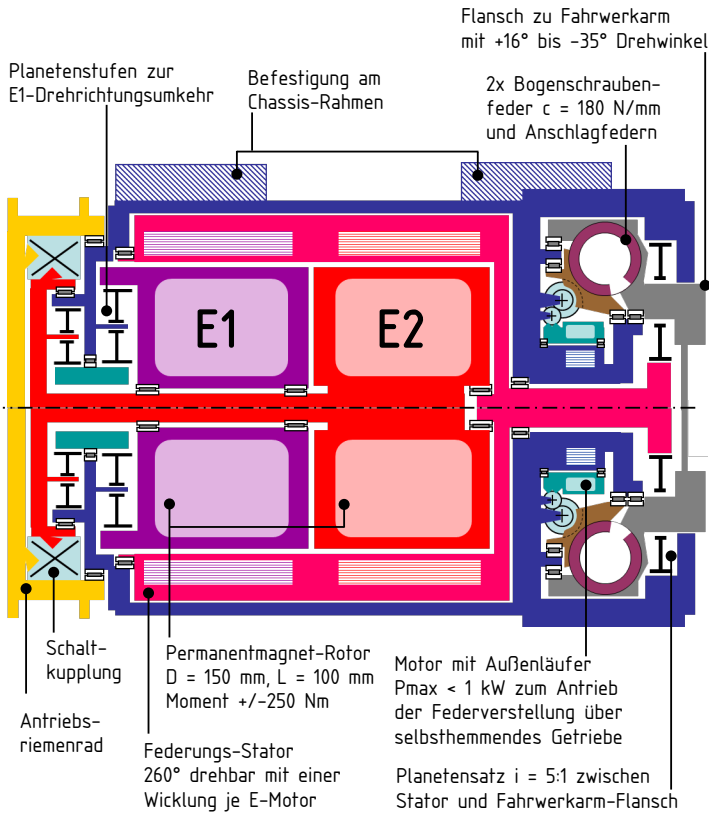 Flansch zu Fahrwerkarm
mit +16° bis -35° Drehwinkel
Planetenstufen zur
E1-Drehrichtungsumkehr
Befestigung am
Chassis-Rahmen
2x Bogenschrauben-
feder c = 180 N/mm
und Anschlagfedern
E1
E2
Schalt-
kupplung
Antriebs-
riemenrad
Permanentmagnet-Rotor
D = 150 mm, L = 100 mm
Moment +/-250 Nm
Federungs-Stator
260° drehbar mit einer
Wicklung je E-Motor
Motor mit Außenläufer
Pmax < 1 kW zum Antrieb
der Federverstellung über
selbsthemmendes Getriebe
Planetensatz i = 5:1 zwischen
Stator und Fahrwerkarm-Flansch